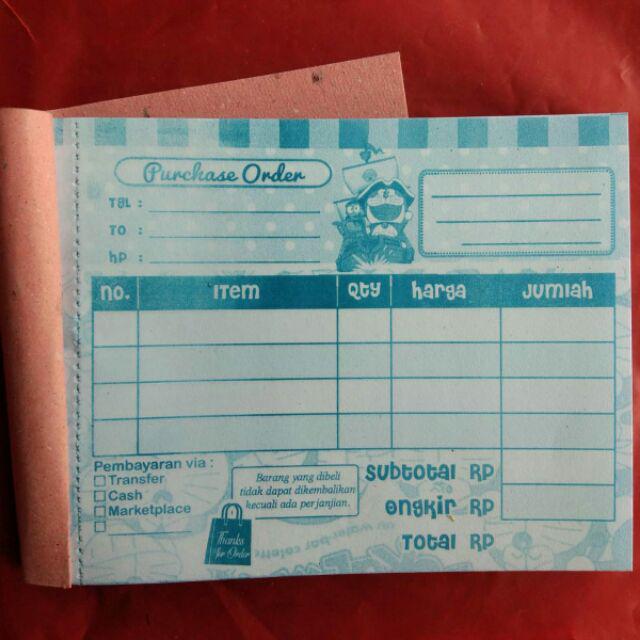 Purchase Order
TGL :
TO :
HP :
NO. ITEM QTY HARGA JUMLAH
Pembayaran via :
Transfer
Cash
Marketplace
Barang yang dibeli
tidak dapat dikembalikan
kecuali ada perjanjian.
SUBTOTAL RP
ONGKIR RP
TOTAL RP
Thanks
for Order